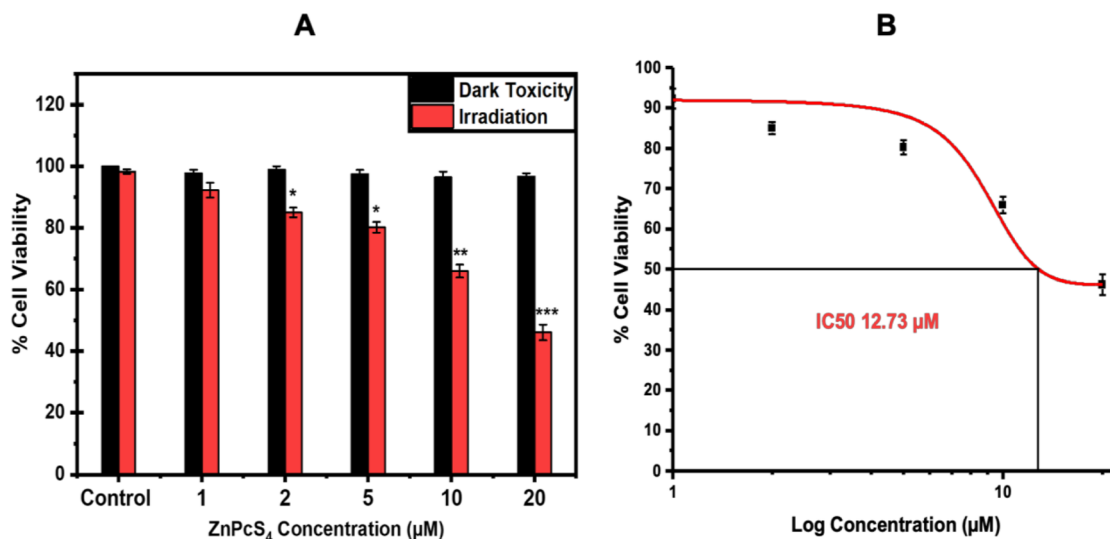 A
Dark Toxicity
Irradiation
120
100
80
60
40
20
0
% Cell Viability
*
*
**
***
Control 1 2 5 10 20
ZnPcS₄ Concentration (µM)
B
100
90
80
70
60
50
40
30
20
10
0
% Cell Viability
IC50 12.73 µM
1 10
Log Concentration (µM)